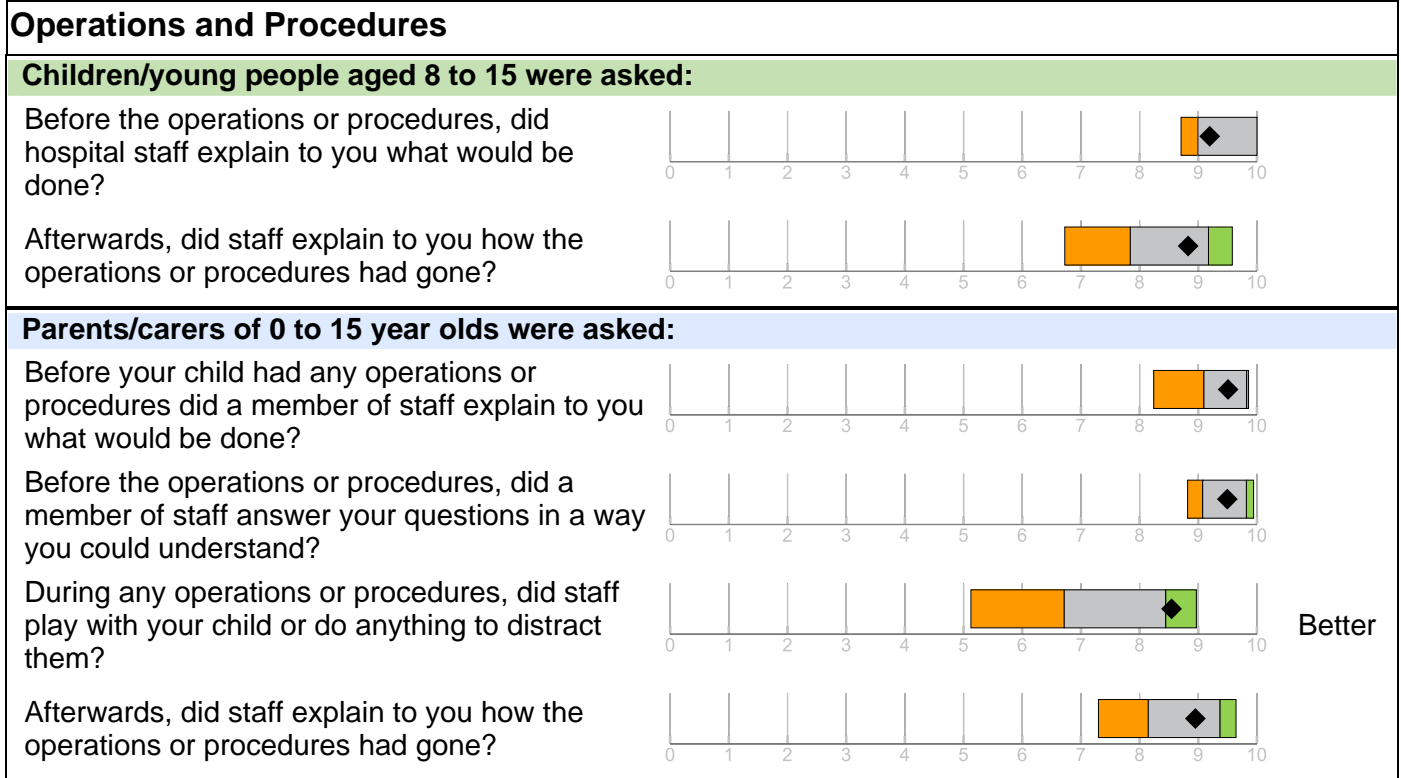 Operations and Procedures
Children/young people aged 8 to 15 were asked:
Before the operations or procedures, did
hospital staff explain to you what would be
done?
0 1 2 3 4 5 6 7 8 9 10
Afterwards, did staff explain to you how the
operations or procedures had gone?
0 1 2 3 4 5 6 7 8 9 10
Parents/carers of 0 to 15 year olds were asked:
Before your child had any operations or
procedures did a member of staff explain to you
what would be done?
0 1 2 3 4 5 6 7 8 9 10
Before the operations or procedures, did a
member of staff answer your questions in a way
you could understand?
0 1 2 3 4 5 6 7 8 9 10
During any operations or procedures, did staff
play with your child or do anything to distract
them?
0 1 2 3 4 5 6 7 8 9 10
Better
Afterwards, did staff explain to you how the
operations or procedures had gone?
0 1 2 3 4 5 6 7 8 9 10